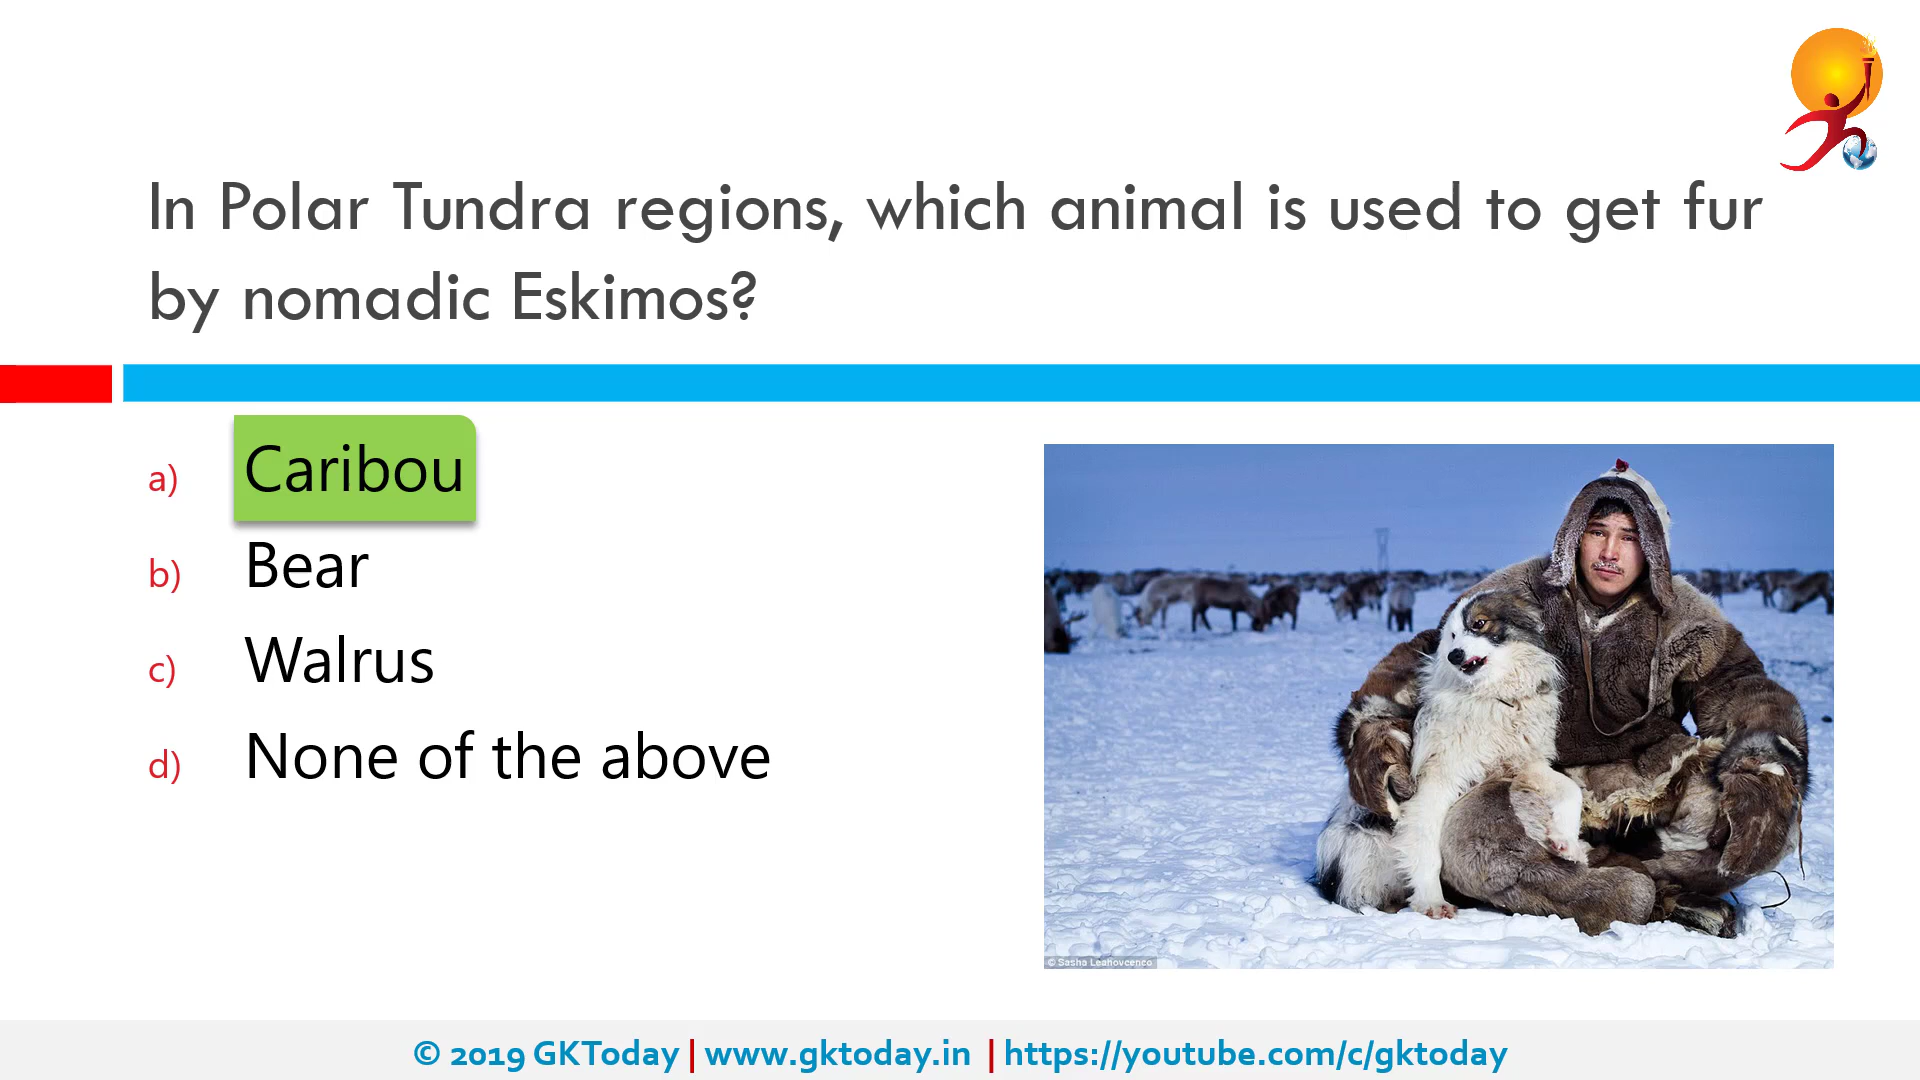 In Polar Tundra regions, which animal is used to get fur
by nomadic Eskimos?
a) Caribou
b) Bear
c) Walrus
d) None of the above
© Sasha Leahovcenco
© 2019 GKToday | www.gktoday.in | https://youtube.com/c/gktoday